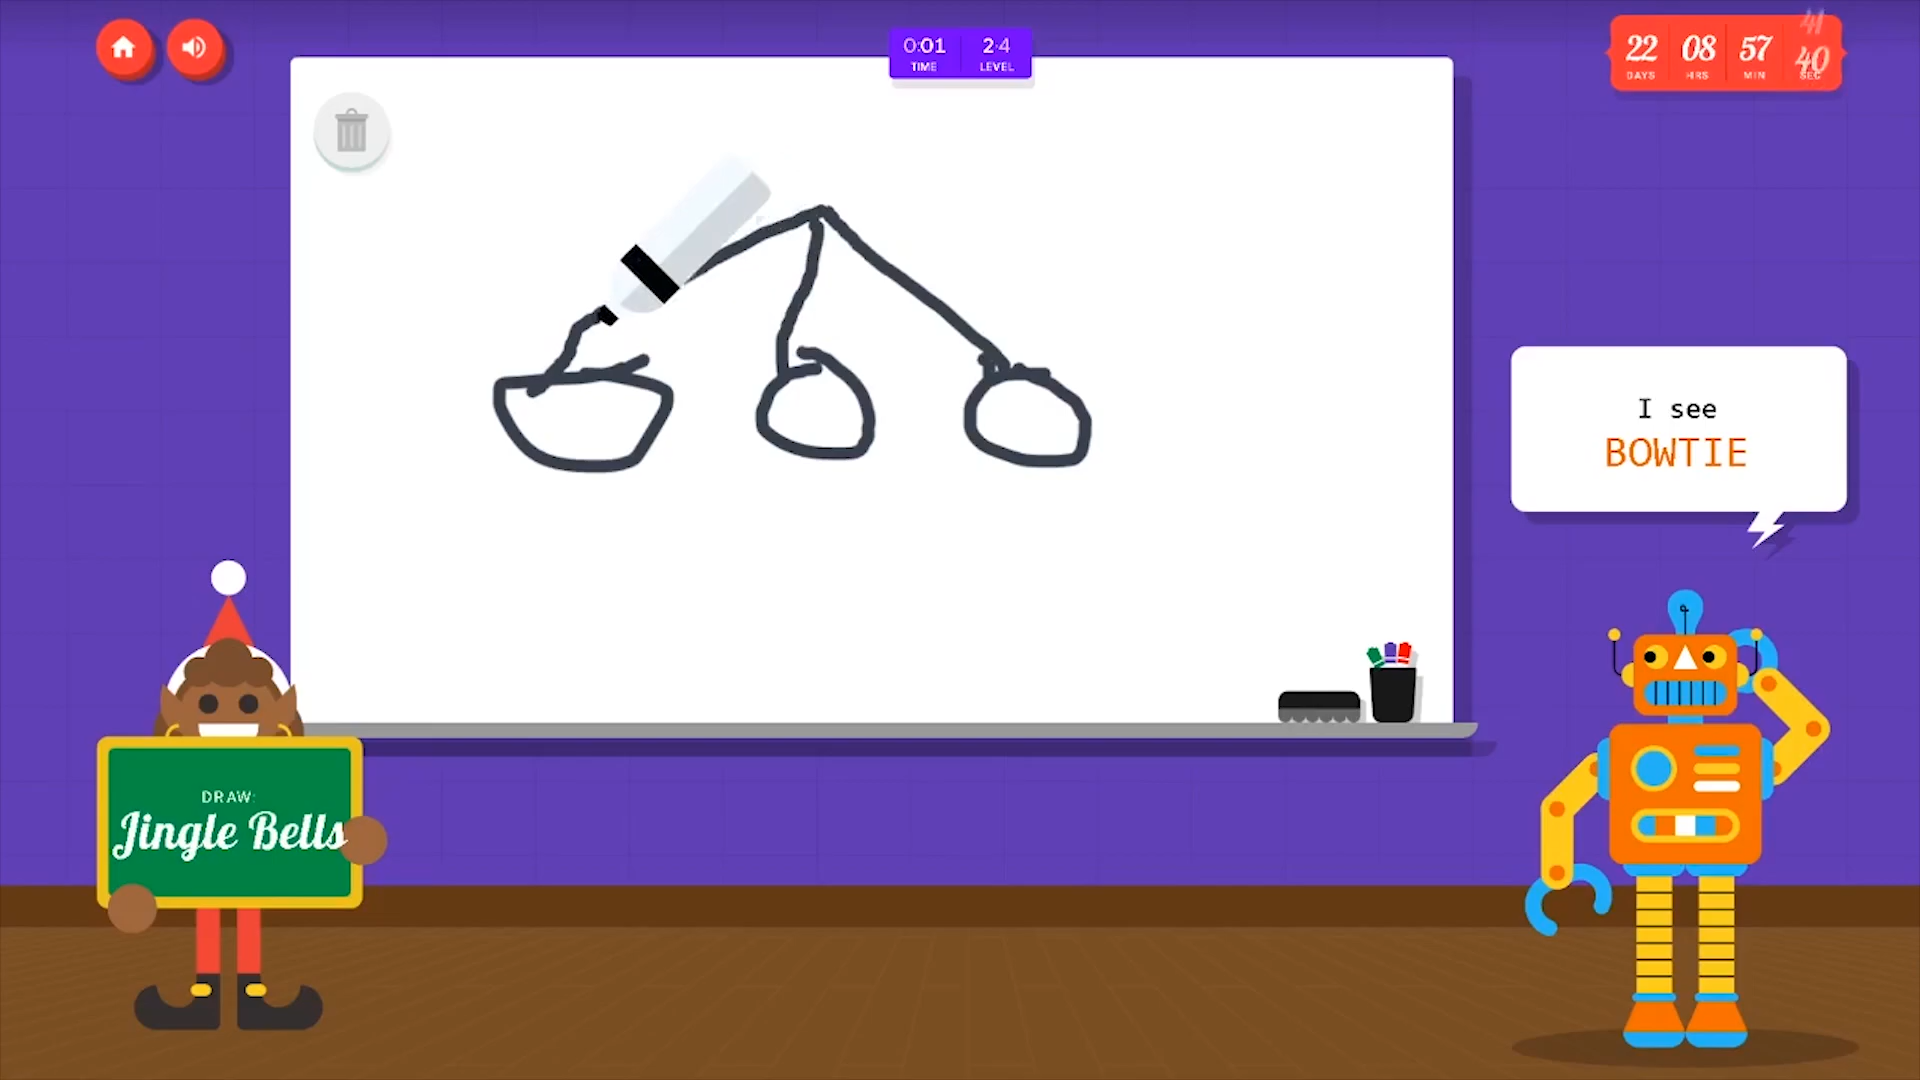 0:01 2·4
TIME LEVEL
22 08 57 41
40
DAYS HRS MIN SEC
I see
BOWTIE
DRAW:
Jingle Bells